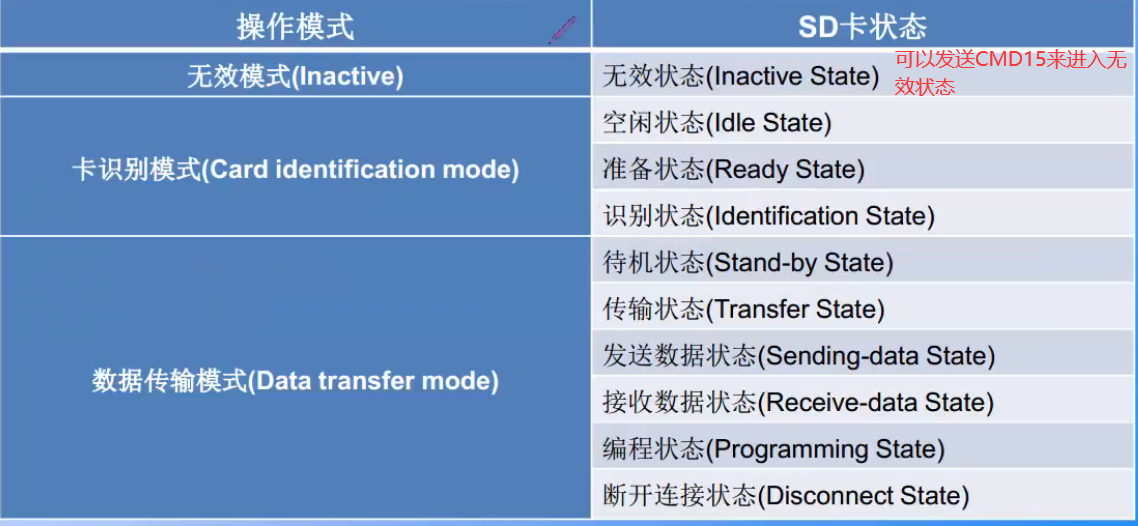 操作模式
SD卡状态
无效模式(Inactive)
无效状态(Inactive State)
可以发送CMD15来进入无
效状态
卡识别模式(Card identification mode)
空闲状态(Idle State)
准备状态(Ready State)
识别状态(Identification State)
数据传输模式(Data transfer mode)
待机状态(Stand-by State)
传输状态(Transfer State)
发送数据状态(Sending-data State)
接收数据状态(Receive-data State)
编程状态(Programming State)
断开连接状态(Disconnect State)